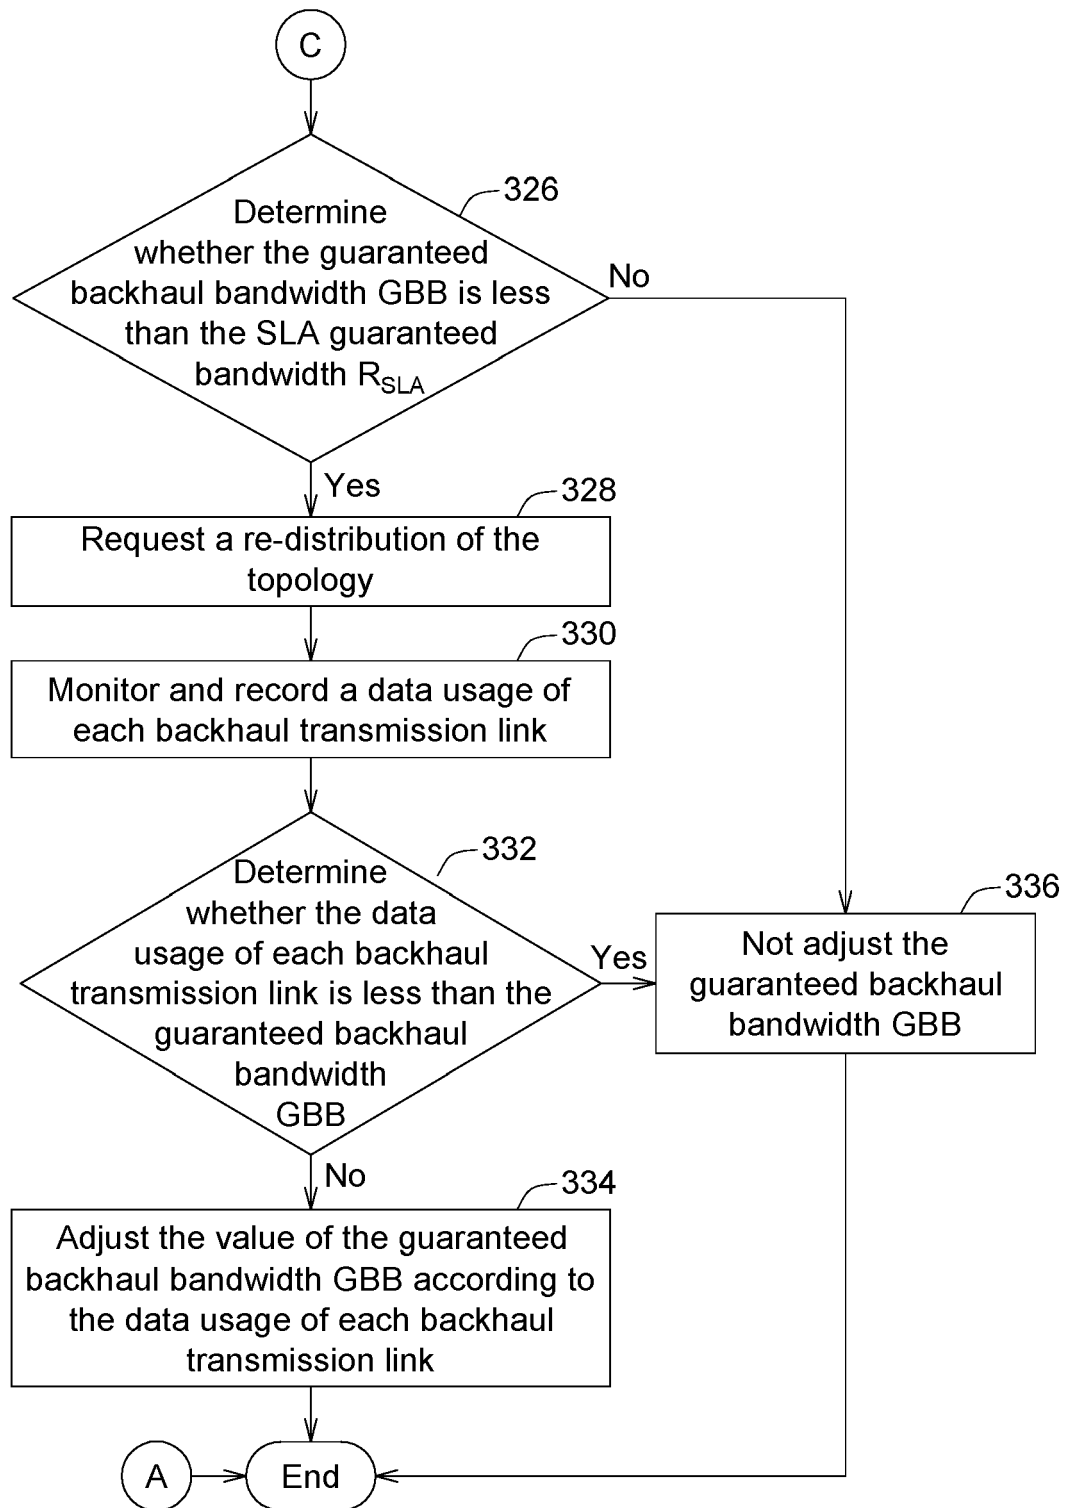 C
326
Determine
whether the guaranteed
backhaul bandwidth GBB is less
than the SLA guaranteed
bandwidth RSLA
No
Yes
328
Request a re-distribution of the
topology
330
Monitor and record a data usage of
each backhaul transmission link
332
Determine
whether the data
usage of each backhaul
transmission link is less than the
guaranteed backhaul
bandwidth
GBB
Yes
336
Not adjust the
guaranteed backhaul
bandwidth GBB
No
334
Adjust the value of the guaranteed
backhaul bandwidth GBB according to
the data usage of each backhaul
transmission link
A
End